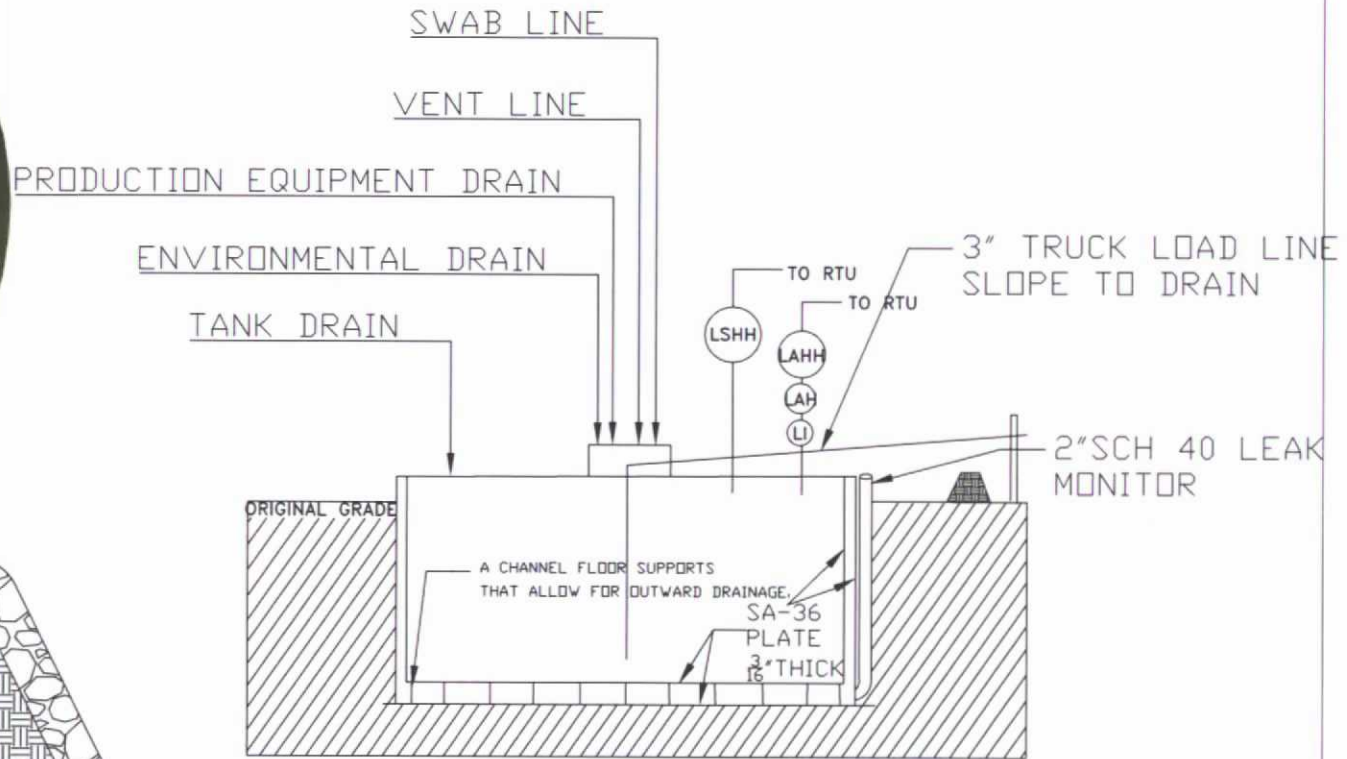 SWAB LINE
VENT LINE
PRODUCTION EQUIPMENT DRAIN
ENVIRONMENTAL DRAIN
TANK DRAIN
TO RTU
TO RTU
3" TRUCK LOAD LINE
SLOPE TO DRAIN
LSHH
LAHH
LAH
LI
2"SCH 40 LEAK
MONITOR
ORIGINAL GRADE
A CHANNEL FLOOR SUPPORTS
THAT ALLOW FOR OUTWARD DRAINAGE.
SA-36
PLATE
3/16" THICK